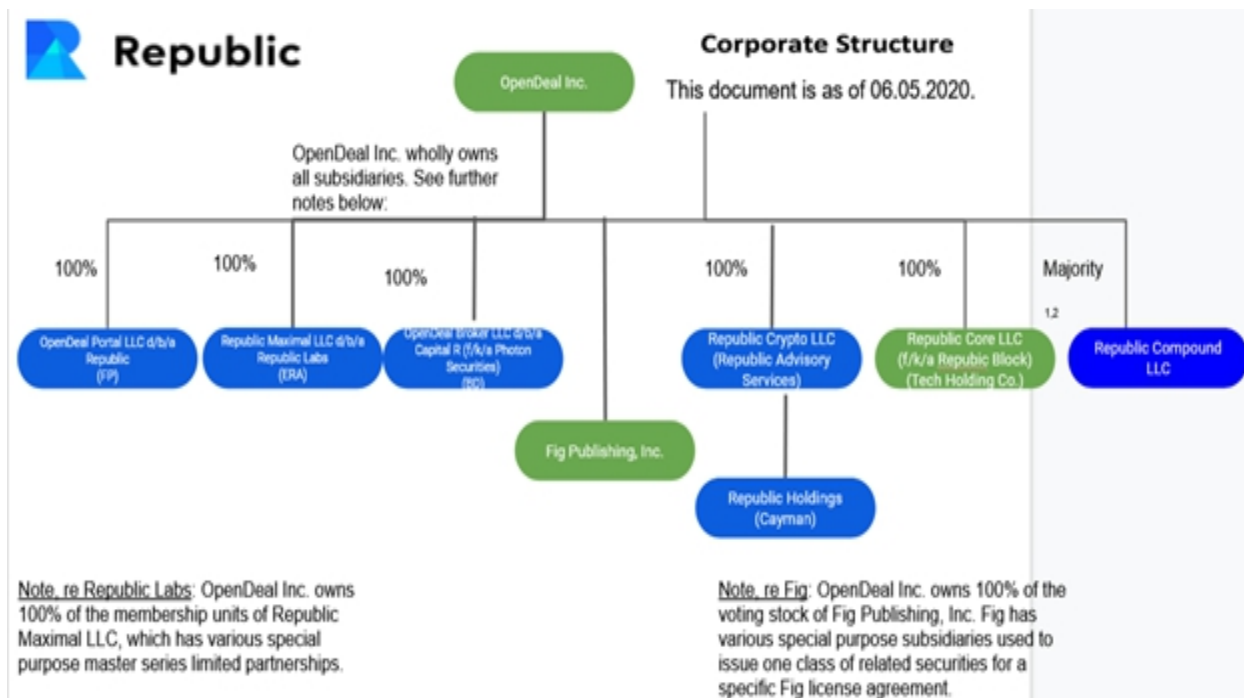 Republic
Corporate Structure
This document is as of 06.05.2020.
OpenDeal Inc.
OpenDeal Inc. wholly owns
all subsidiaries. See further
notes below:
100%
100%
100%
100%
100%
Majority
1,2
OpenDeal Portal LLC d/b/a
Republic
(FP)
Republic Maximal LLC d/b/a
Republic Labs
(ERA)
OpenDeal Broker LLC d/b/a
Capital R (f/k/a Photon
Securities)
(BD)
Republic Crypto LLC
(Republic Advisory
Services)
Republic Core LLC
(f/k/a Repubic Block)
(Tech Holding Co.)
Republic Compound
LLC
Fig Publishing, Inc.
Republic Holdings
(Cayman)
Note, re Republic Labs: OpenDeal Inc. owns
100% of the membership units of Republic
Maximal LLC, which has various special
purpose master series limited partnerships.
Note, re Fig: OpenDeal Inc. owns 100% of the
voting stock of Fig Publishing, Inc. Fig has
various special purpose subsidiaries used to
issue one class of related securities for a
specific Fig license agreement.